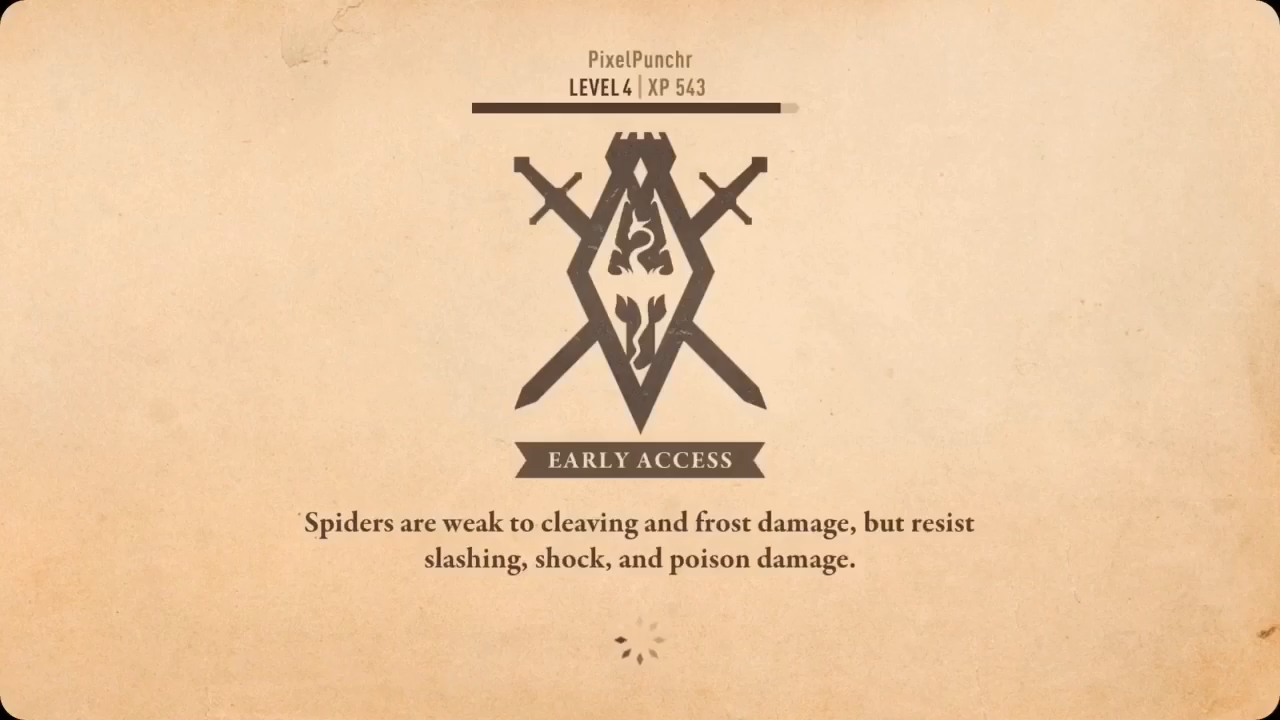 PixelPunchr
LEVEL 4 | XP 543
EARLY ACCESS
Spiders are weak to cleaving and frost damage, but resist
slashing, shock, and poison damage.